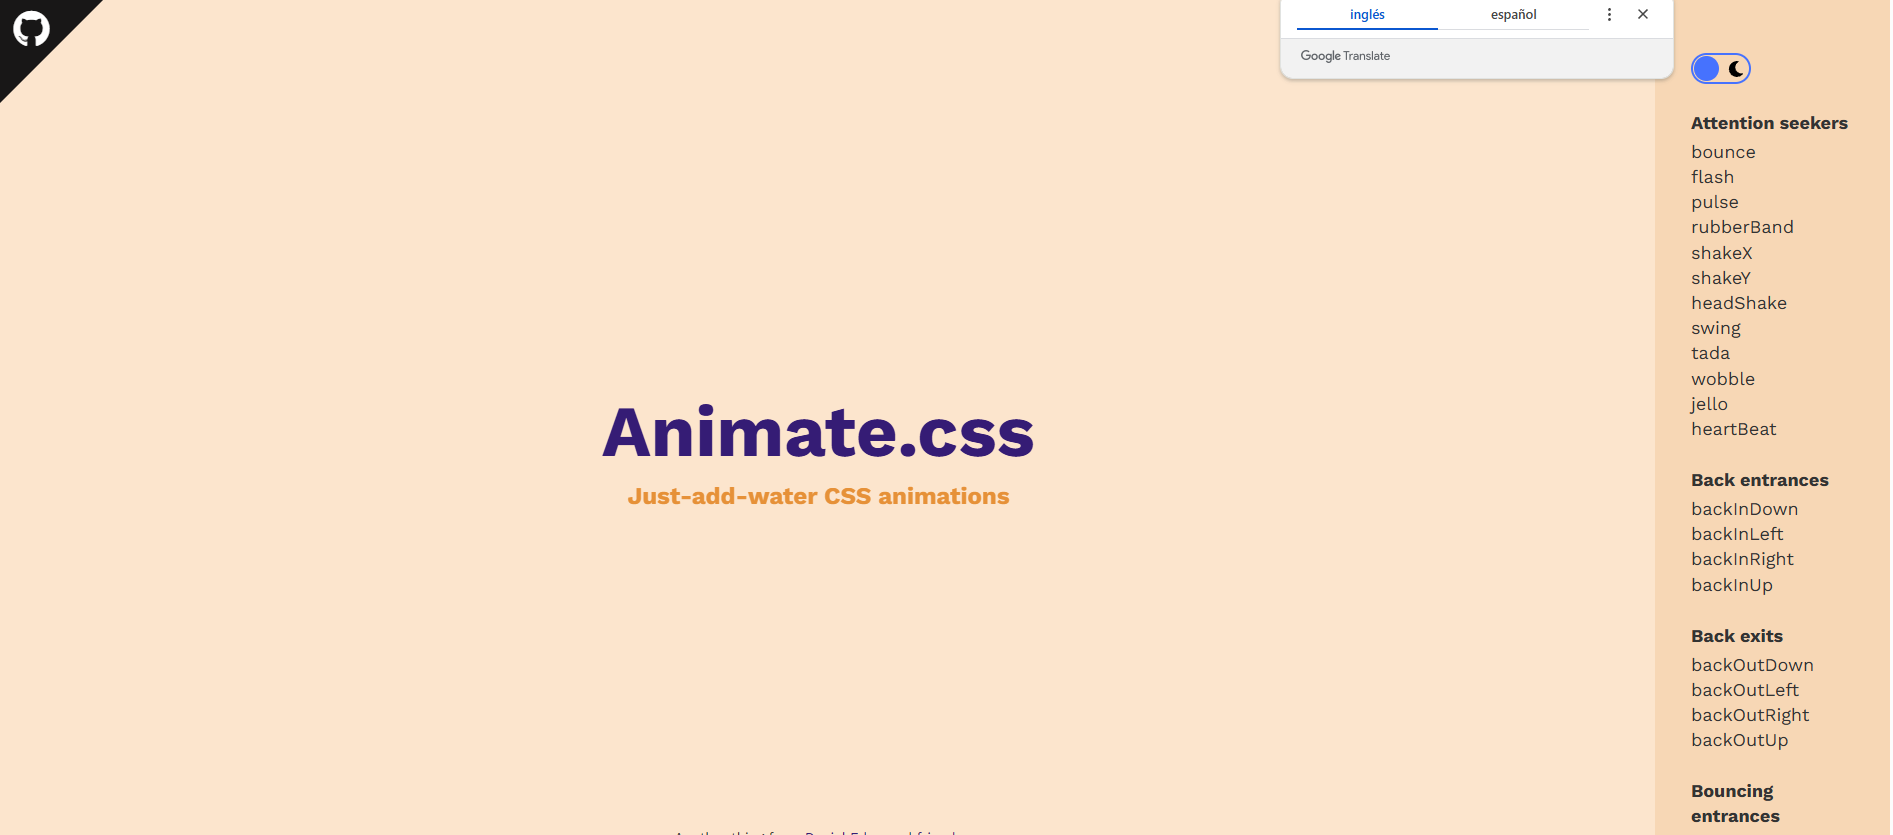 inglés español
Google Translate
Animate.css
Just-add-water CSS animations
Attention seekers
bounce
flash
pulse
rubberBand
shakeX
shakeY
headShake
swing
tada
wobble
jello
heartBeat
Back entrances
backInDown
backInLeft
backInRight
backInUp
Back exits
backOutDown
backOutLeft
backOutRight
backOutUp
Bouncing
entrances